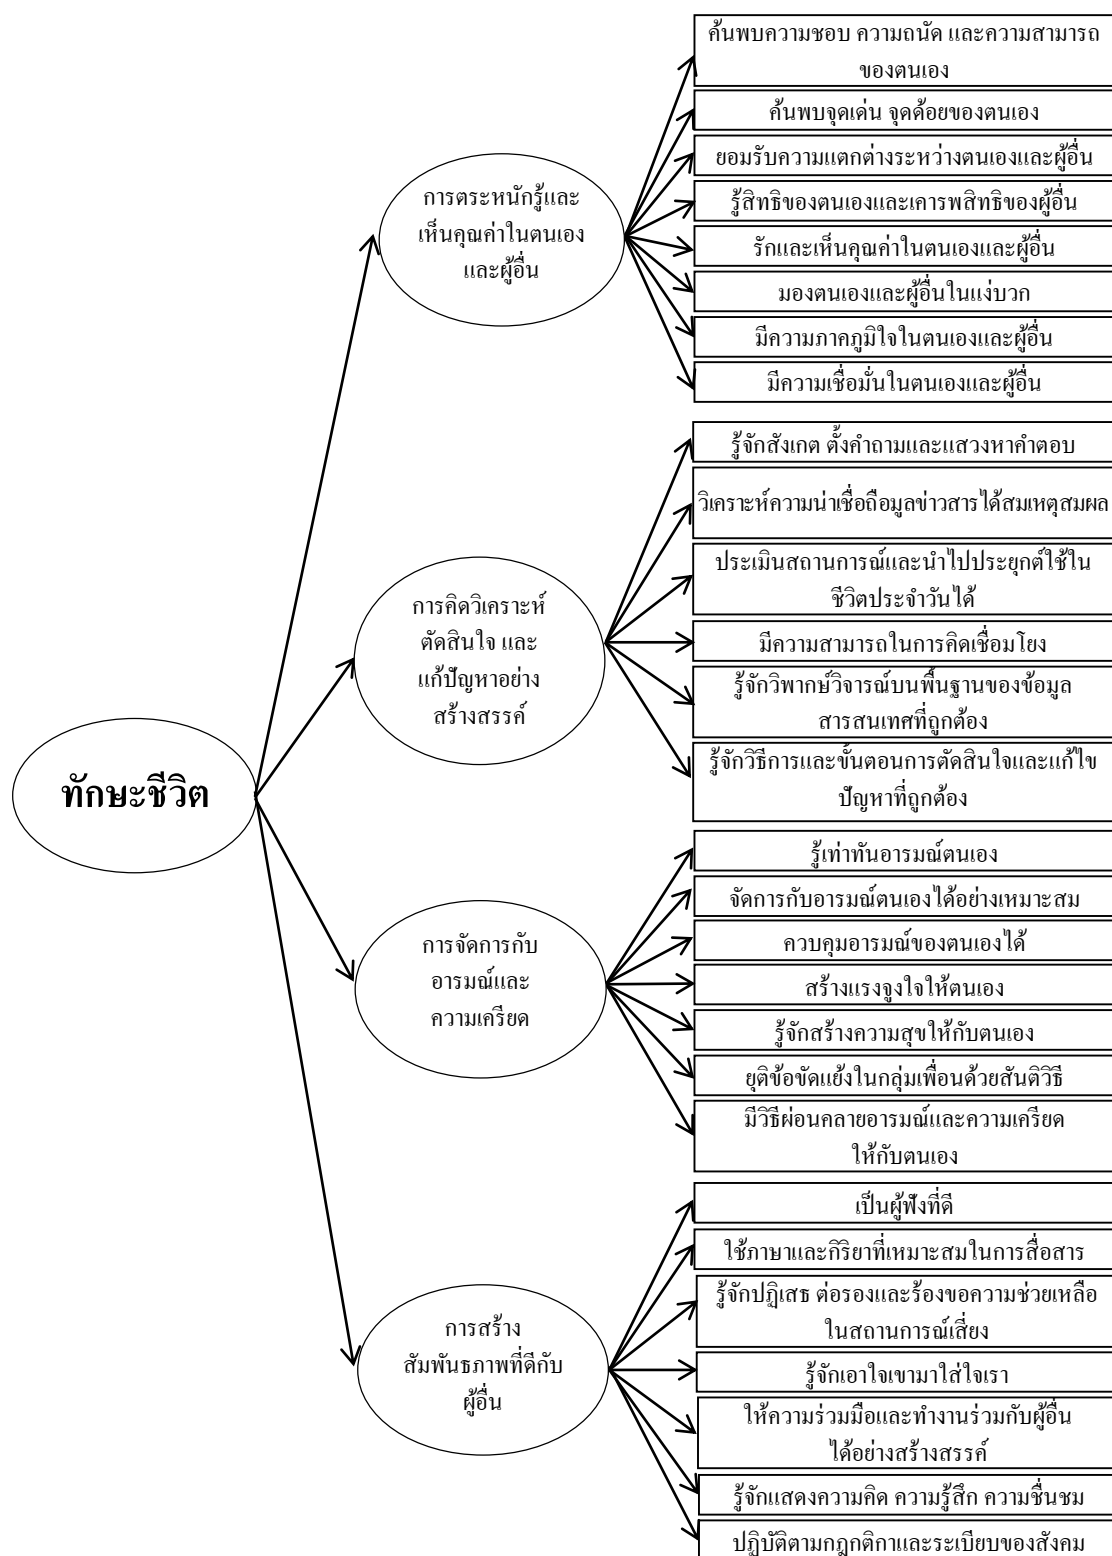 ทักษะชีวิต
การตระหนักรู้และ
เห็นคุณค่าในตนเอง
และผู้อื่น
ค้นพบความชอบ ความถนัด และความสามารถ
ของตนเอง
ค้นพบจุดเด่น จุดด้อยของตนเอง
ยอมรับความแตกต่างระหว่างตนเองและผู้อื่น
รู้สิทธิของตนเองและเคารพสิทธิของผู้อื่น
รักและเห็นคุณค่าในตนเองและผู้อื่น
มองตนเองและผู้อื่นในแง่บวก
มีความภาคภูมิใจในตนเองและผู้อื่น
มีความเชื่อมั่นในตนเองและผู้อื่น
การคิดวิเคราะห์
ตัดสินใจ และ
แก้ปัญหาอย่าง
สร้างสรรค์
รู้จักสังเกต ตั้งคำถามและแสวงหาคำตอบ
วิเคราะห์ความน่าเชื่อถือมูลข่าวสารได้สมเหตุสมผล
ประเมินสถานการณ์และนำไปประยุกต์ใช้ใน
ชีวิตประจำวันได้
มีความสามารถในการคิดเชื่อมโยง
รู้จักวิพากษ์วิจารณ์บนพื้นฐานของข้อมูล
สารสนเทศที่ถูกต้อง
รู้จักวิธีการและขั้นตอนการตัดสินใจและแก้ไข
ปัญหาที่ถูกต้อง
การจัดการกับ
อารมณ์และ
ความเครียด
รู้เท่าทันอารมณ์ตนเอง
จัดการกับอารมณ์ตนเองได้อย่างเหมาะสม
ควบคุมอารมณ์ของตนเองได้
สร้างแรงจูงใจให้ตนเอง
รู้จักสร้างความสุขให้กับตนเอง
ยุติข้อขัดแย้งในกลุ่มเพื่อนด้วยสันติวิธี
มีวิธีผ่อนคลายอารมณ์และความเครียด
ให้กับตนเอง
การสร้าง
สัมพันธภาพที่ดีกับ
ผู้อื่น
เป็นผู้ฟังที่ดี
ใช้ภาษาและกิริยาที่เหมาะสมในการสื่อสาร
รู้จักปฏิเสธ ต่อรองและร้องขอความช่วยเหลือ
ในสถานการณ์เสี่ยง
รู้จักเอาใจเขามาใส่ใจเรา
ให้ความร่วมมือและทำงานร่วมกับผู้อื่น
ได้อย่างสร้างสรรค์
รู้จักแสดงความคิด ความรู้สึก ความชื่นชม
ปฏิบัติตามกฎกติกาและระเบียบของสังคม